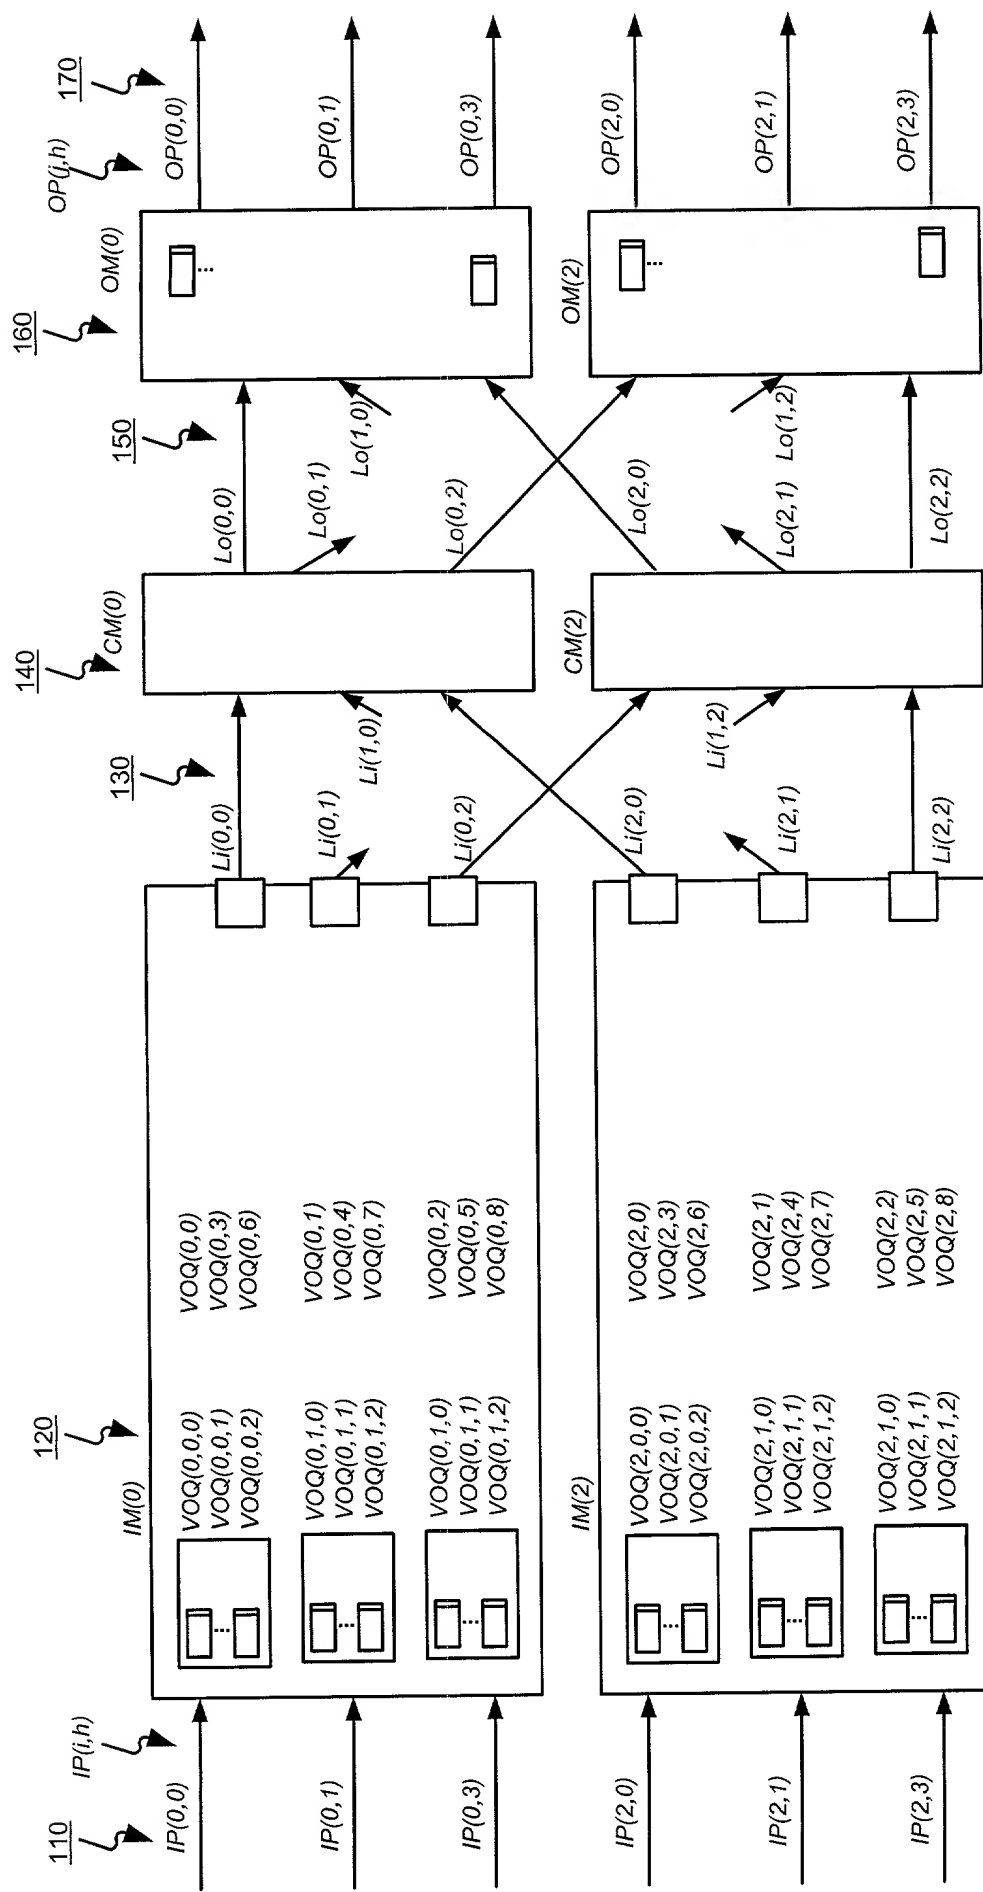 110
IP(i,h)
IP(0,0)
IP(0,1)
IP(0,3)
IP(2,0)
IP(2,1)
IP(2,3)
120
IM(0)
VOQ(0,0,0)
VOQ(0,0,1)
VOQ(0,0,2)
VOQ(0,1,0)
VOQ(0,1,1)
VOQ(0,1,2)
VOQ(0,1,0)
VOQ(0,1,1)
VOQ(0,1,2)
VOQ(0,0)
VOQ(0,3)
VOQ(0,6)
VOQ(0,1)
VOQ(0,4)
VOQ(0,7)
VOQ(0,2)
VOQ(0,5)
VOQ(0,8)
IM(2)
VOQ(2,0,0)
VOQ(2,0,1)
VOQ(2,0,2)
VOQ(2,1,0)
VOQ(2,1,1)
VOQ(2,1,2)
VOQ(2,1,0)
VOQ(2,1,1)
VOQ(2,1,2)
VOQ(2,0)
VOQ(2,3)
VOQ(2,6)
VOQ(2,1)
VOQ(2,4)
VOQ(2,7)
VOQ(2,2)
VOQ(2,5)
VOQ(2,8)
130
Li(0,0)
Li(0,1)
Li(1,0)
Li(0,2)
Li(2,0)
Li(1,2)
Li(2,1)
Li(2,2)
140
CM(0)
CM(2)
150
Lo(0,0)
Lo(0,1)
Lo(1,0)
Lo(0,2)
Lo(2,0)
Lo(2,1)
Lo(1,2)
Lo(2,2)
160
OM(0)
OM(2)
170
OP(j,h)
OP(0,0)
OP(0,1)
OP(0,3)
OP(2,0)
OP(2,1)
OP(2,3)